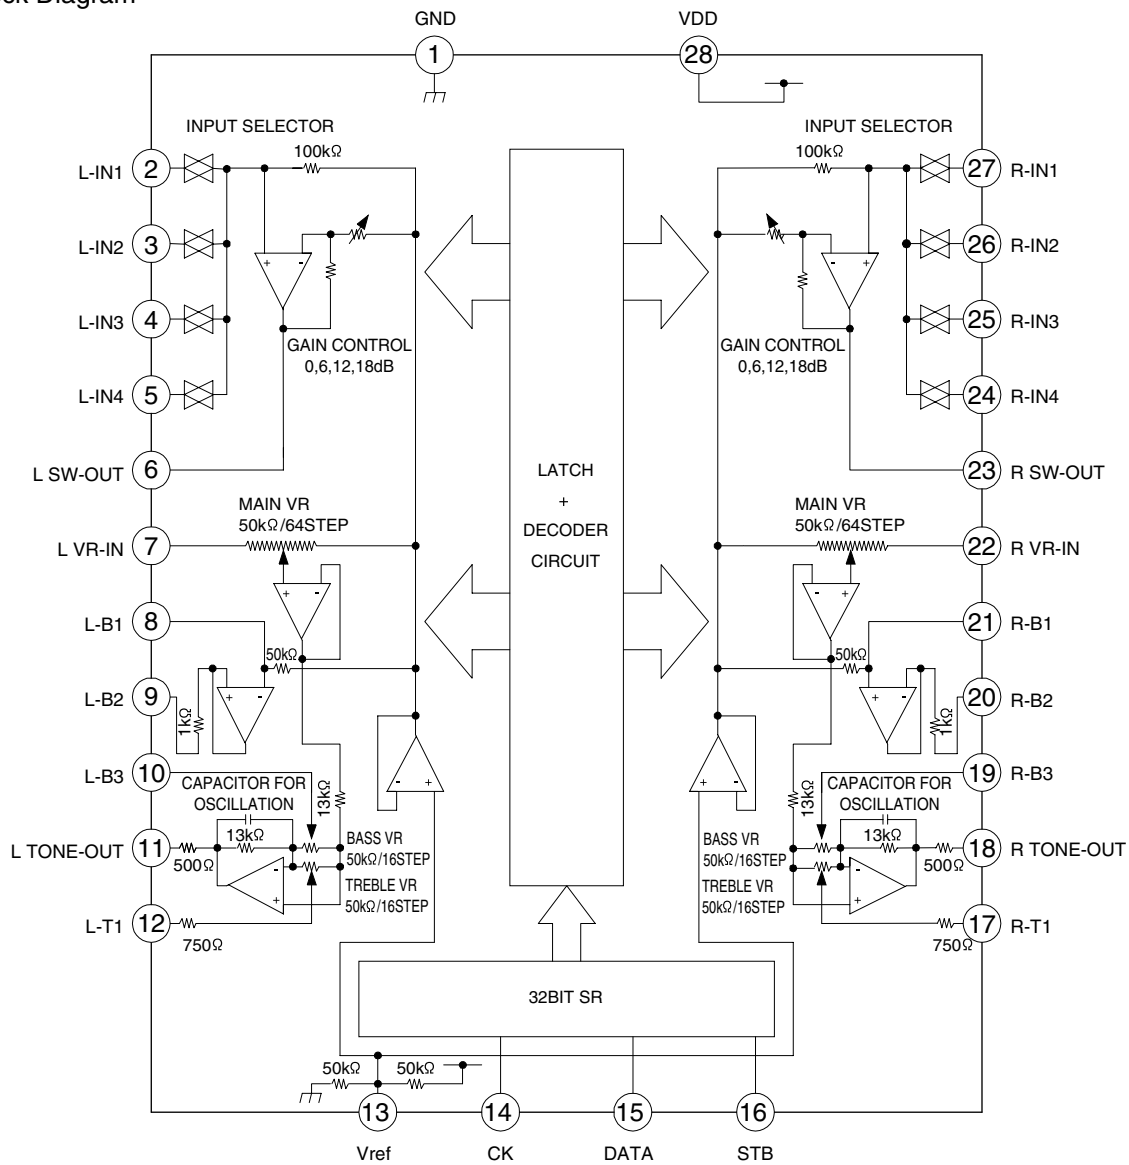 ck Diagram
GND
VDD
1
28
INPUT SELECTOR
INPUT SELECTOR
100kΩ
100kΩ
L-IN1
2
27
R-IN1
L-IN2
3
26
R-IN2
+
-
-
+
L-IN3
4
25
R-IN3
GAIN CONTROL
0,6,12,18dB
GAIN CONTROL
0,6,12,18dB
L-IN4
5
24
R-IN4
L SW-OUT
6
23
R SW-OUT
LATCH
+
DECODER
CIRCUIT
MAIN VR
50kΩ/64STEP
MAIN VR
50kΩ/64STEP
L VR-IN
7
22
R VR-IN
+
-
-
+
L-B1
8
21
R-B1
50kΩ
50kΩ
L-B2
9
20
R-B2
+
-
-
+
1kΩ
1kΩ
L-B3
10
19
R-B3
-
+
+
-
CAPACITOR FOR
OSCILLATION
13kΩ
13kΩ
CAPACITOR FOR
OSCILLATION
13kΩ
13kΩ
L TONE-OUT
11
18
R TONE-OUT
500Ω
500Ω
BASS VR
50kΩ/16STEP
BASS VR
50kΩ/16STEP
-
+
-
+
TREBLE VR
50kΩ/16STEP
TREBLE VR
50kΩ/16STEP
L-T1
12
17
R-T1
750Ω
750Ω
32BIT SR
50kΩ
50kΩ
13
14
15
16
Vref
CK
DATA
STB